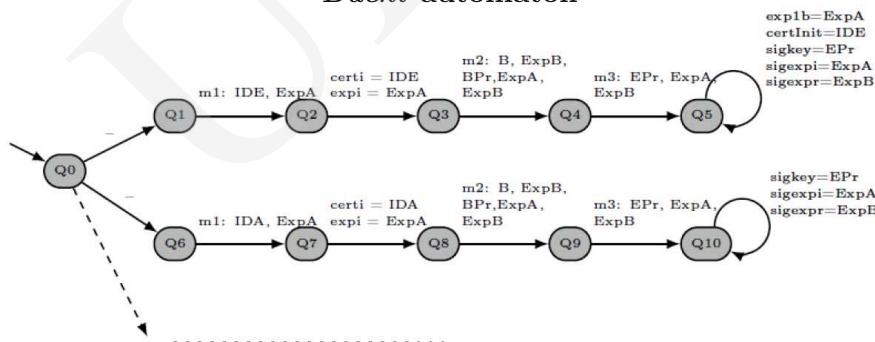 exp1b=ExpA
certInit=IDE
sigkey=EPr
sigexpi=ExpA
sigexpr=ExpB
m2: B, ExpB,
BPr,ExpA,
ExpB
certi = IDE
expi = ExpA
m1: IDE, ExpA
m3: EPr, ExpA,
ExpB
Q1
Q2
Q3
Q4
Q5
–
Q0
–
sigkey=EPr
sigexpi=ExpA
sigexpr=ExpB
m2: B, ExpB,
BPr,ExpA,
ExpB
certi = IDA
expi = ExpA
m1: IDA, ExpA
m3: EPr, ExpA,
ExpB
Q6
Q7
Q8
Q9
Q10